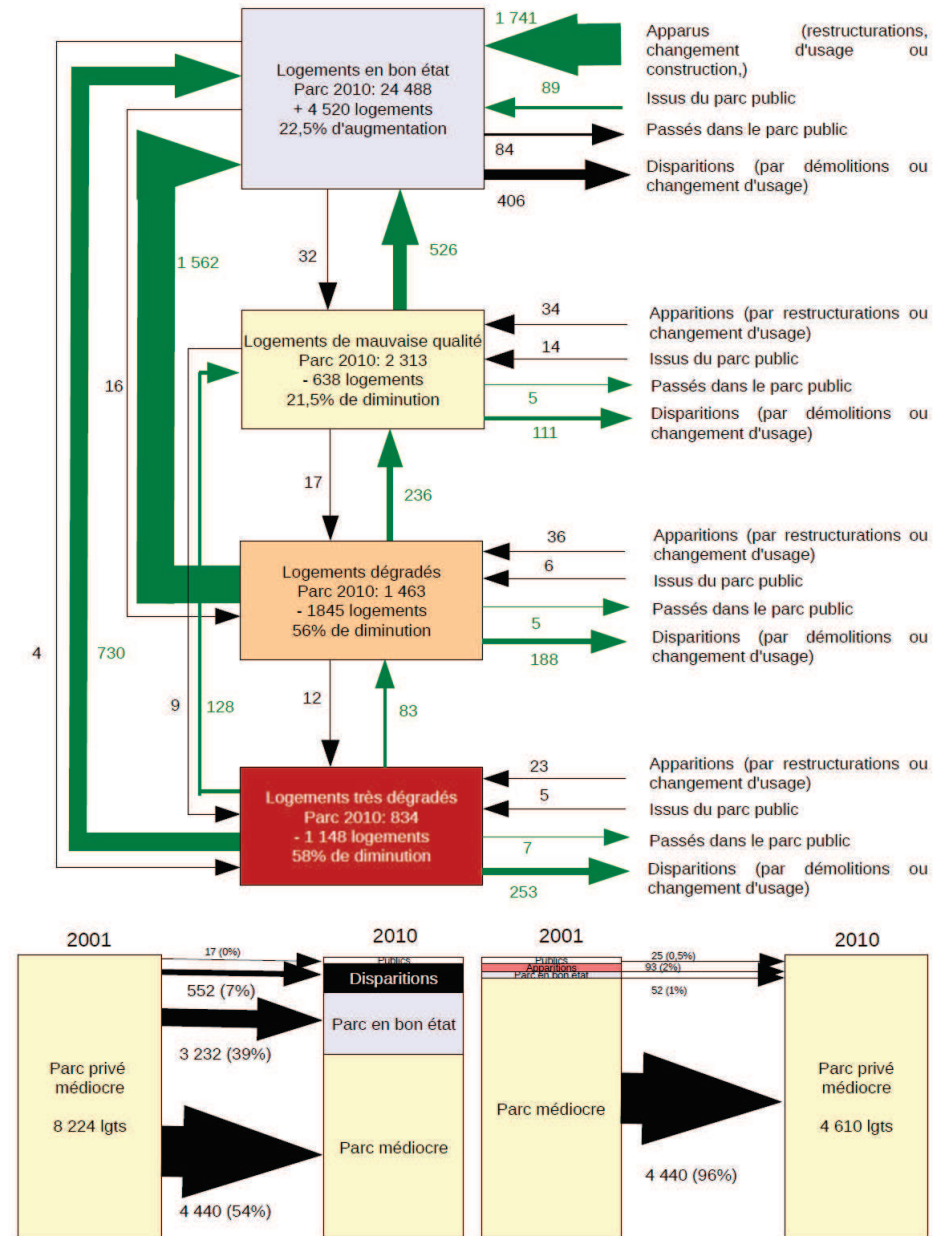 1 741
Apparus (restructurations,
changement d'usage ou
construction,)
Logements en bon état
Parc 2010: 24 488
+ 4 520 logements
22,5% d'augmentation
89
Issus du parc public
Passés dans le parc public
84
Disparitions (par démolitions ou
changement d'usage)
406
32
526
1 562
34
Apparitions (par restructurations ou
changement d'usage)
Logements de mauvaise qualité
Parc 2010: 2 313
- 638 logements
21,5% de diminution
14
Issus du parc public
Passés dans le parc public
5
Disparitions (par démolitions ou
changement d'usage)
111
16
17
236
36
Apparitions (par restructurations ou
changement d'usage)
6
Issus du parc public
Logements dégradés
Parc 2010: 1 463
- 1845 logements
56% de diminution
Passés dans le parc public
5
Disparitions (par démolitions ou
changement d'usage)
188
4
730
9
128
12
83
23
Apparitions (par restructurations ou
changement d'usage)
5
Issus du parc public
Logements très dégradés
Parc 2010: 834
- 1 148 logements
58% de diminution
Passés dans le parc public
7
Disparitions (par démolitions ou
changement d'usage)
253
2001
2010
17 (0%)
Publics
Disparitions
552 (7%)
Parc en bon état
3 232 (39%)
Parc privé
médiocre
8 224 lgts
Parc médiocre
4 440 (54%)
2001
2010
Publics
25 (0,5%)
Apparitions
93 (2%)
Parc en bon état
52 (1%)
Parc médiocre
Parc privé
médiocre
4 610 lgts
4 440 (96%)